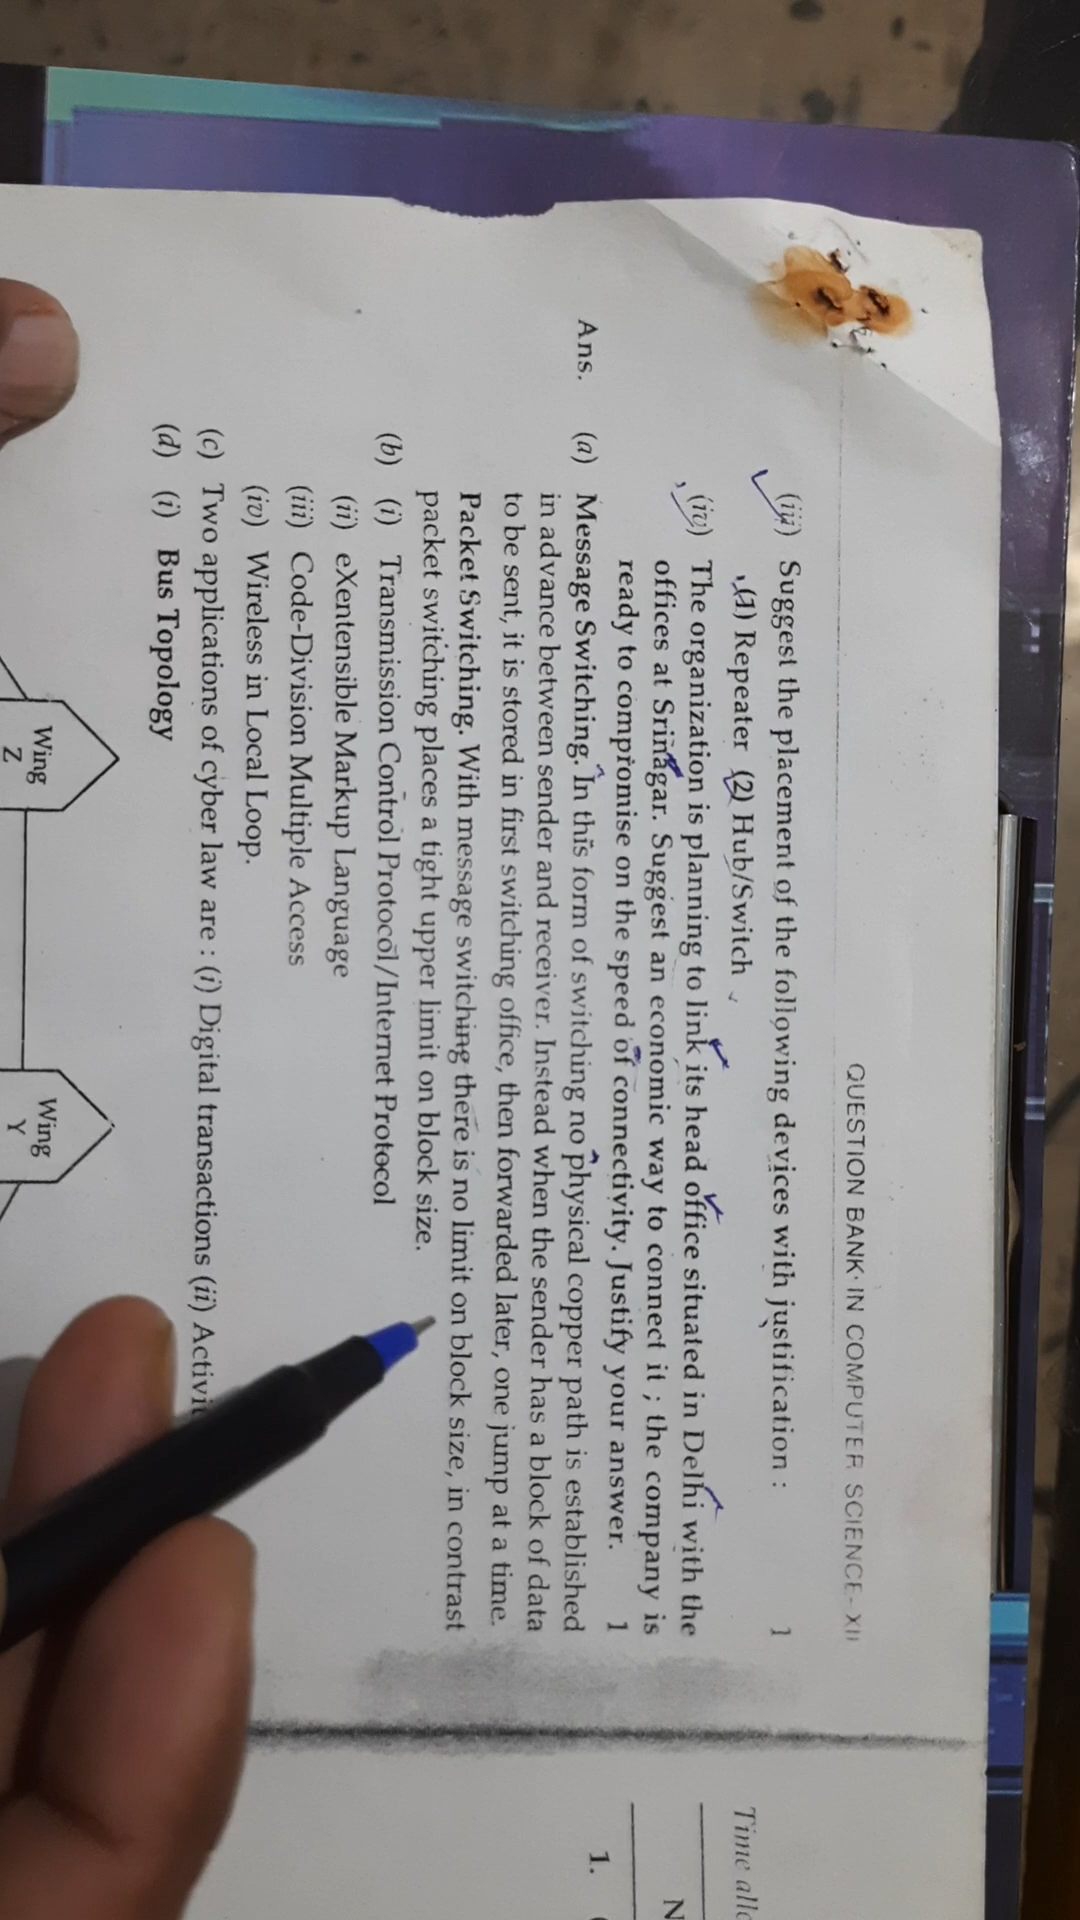 QUESTION BANK IN COMPUTER SCIENCE-XII
(iii) Suggest the placement of the following devices with justification : 1
(1) Repeater (2) Hub/Switch
(iv) The organization is planning to link its head office situated in Delhi with the
offices at Srinagar. Suggest an economic way to connect it ; the company is
ready to compromise on the speed of connectivity. Justify your answer. 1
Ans. (a) Message Switching. In this form of switching no physical copper path is established
in advance between sender and receiver. Instead when the sender has a block of data
to be sent, it is stored in first switching office, then forwarded later, one jump at a time.
Packet Switching. With message switching there is no limit on block size, in contrast
packet switching places a tight upper limit on block size.
(b) (i) Transmission Control Protocol/Internet Protocol
(ii) eXentensible Markup Language
(iii) Code-Division Multiple Access
(iv) Wireless in Local Loop.
(c) Two applications of cyber law are : (i) Digital transactions (ii) Activit
(d) (i) Bus Topology
Wing
Z
Wing
Y
Time allo
N
1.